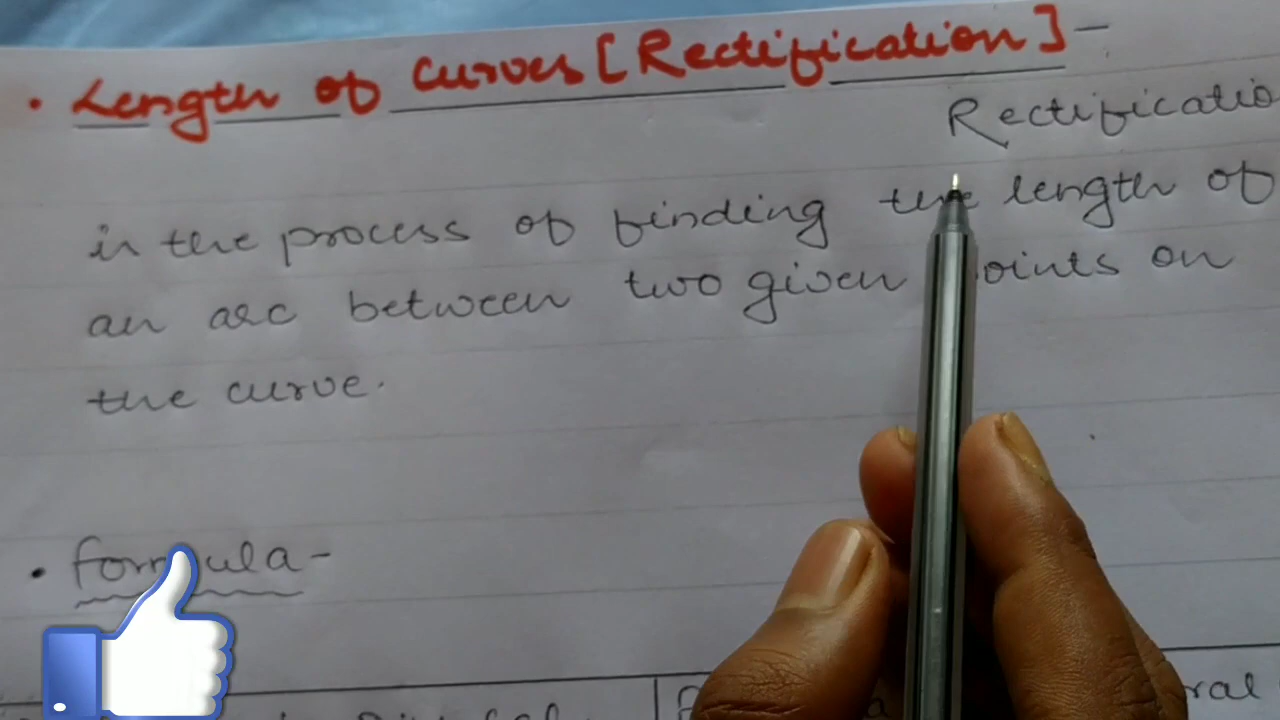 • Length of Curves [Rectification] -
Rectificatio
is the process of finding the length of
an arc between two given points on
the curve.
• formula -